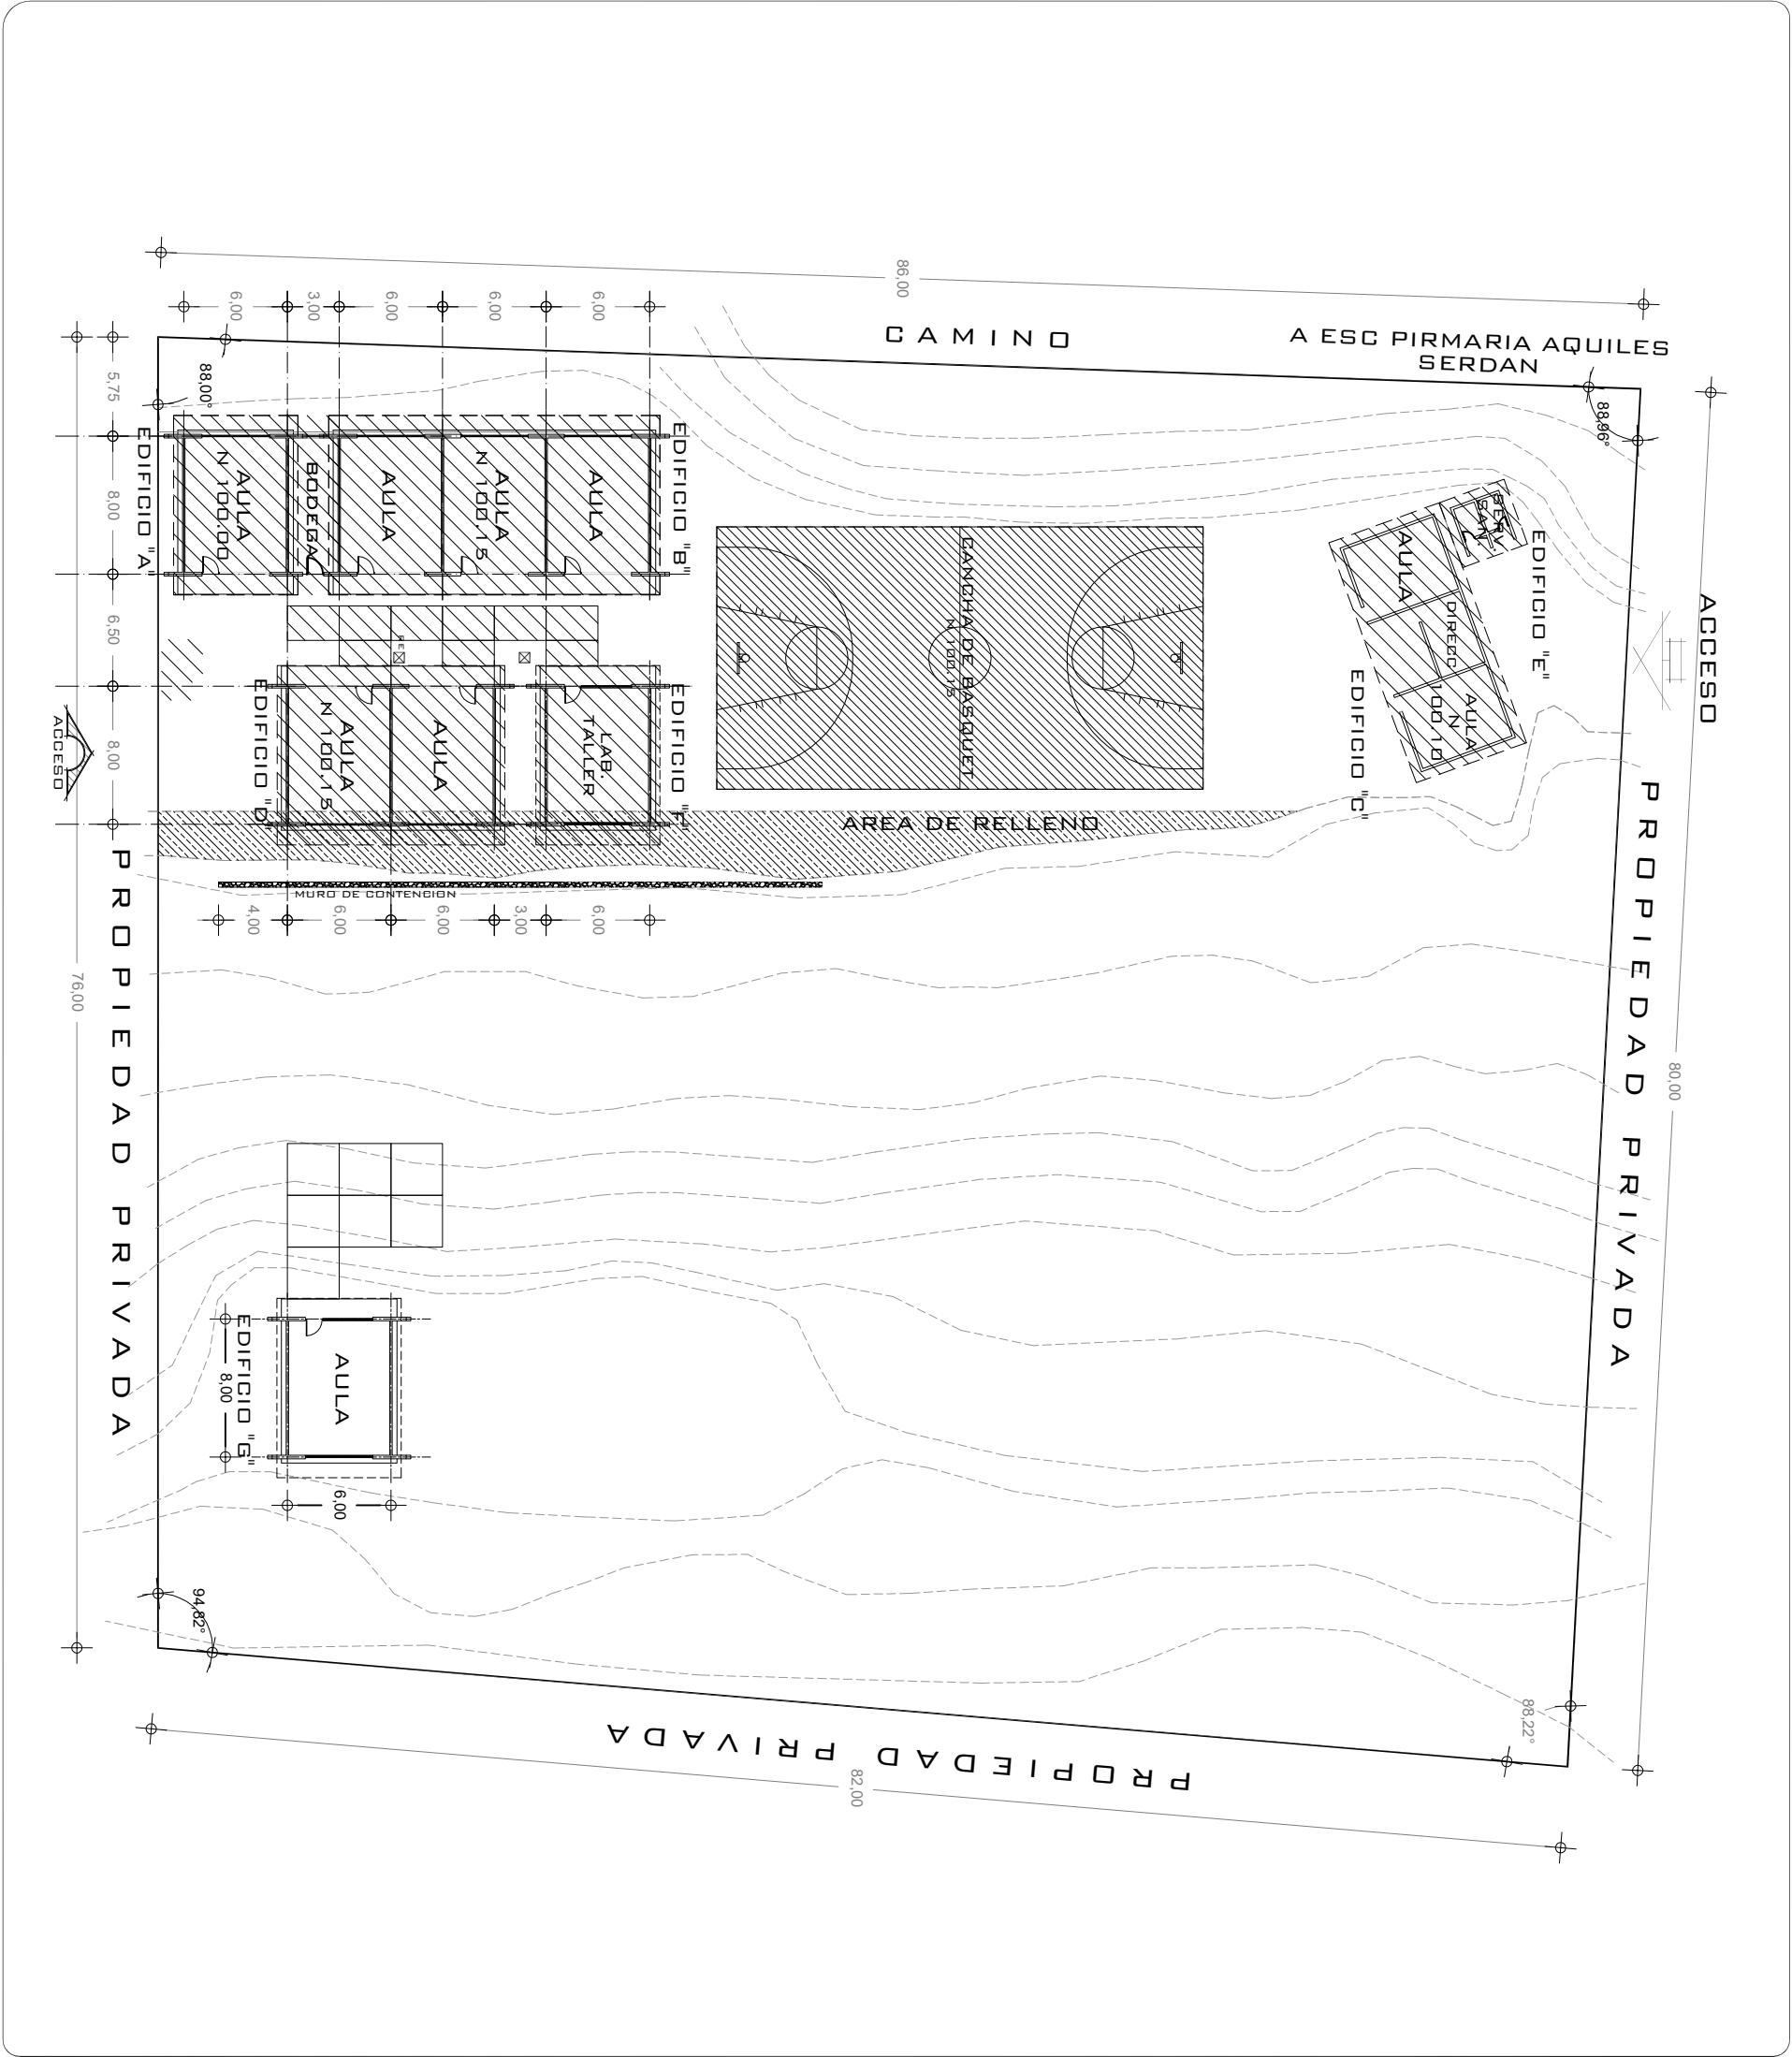 86,00
CAMINO
A ESC PIRMARIA AQUILES
SERDAN
6,00
3,00
6,00
6,00
6,00
88,00°
88,96°
5,75
8,00
6,50
8,00
76,00
EDIFICIO "A"
AULA
N 100.00
BODEGA
AULA
AULA
N 100.15
AULA
EDIFICIO "B"
CANCHA DE BASQUET
N 100.15
SERV.
SAN.
AULA
DIRECC
AULA
N
100.10
EDIFICIO "E"
EDIFICIO "C"
ACCESO
R E
EDIFICIO "D"
AULA
N 100.15
AULA
LAB.
TALLER
EDIFICIO "F"
ACCESO
AREA DE RELLENO
MURO DE CONTENCION
4,00
6,00
6,00
3,00
6,00
PROPIEDAD PRIVADA
PROPIEDAD PRIVADA
80,00
EDIFICIO "G"
8,00
AULA
6,00
94,82°
88,22°
PROPIEDAD PRIVADA
82,00